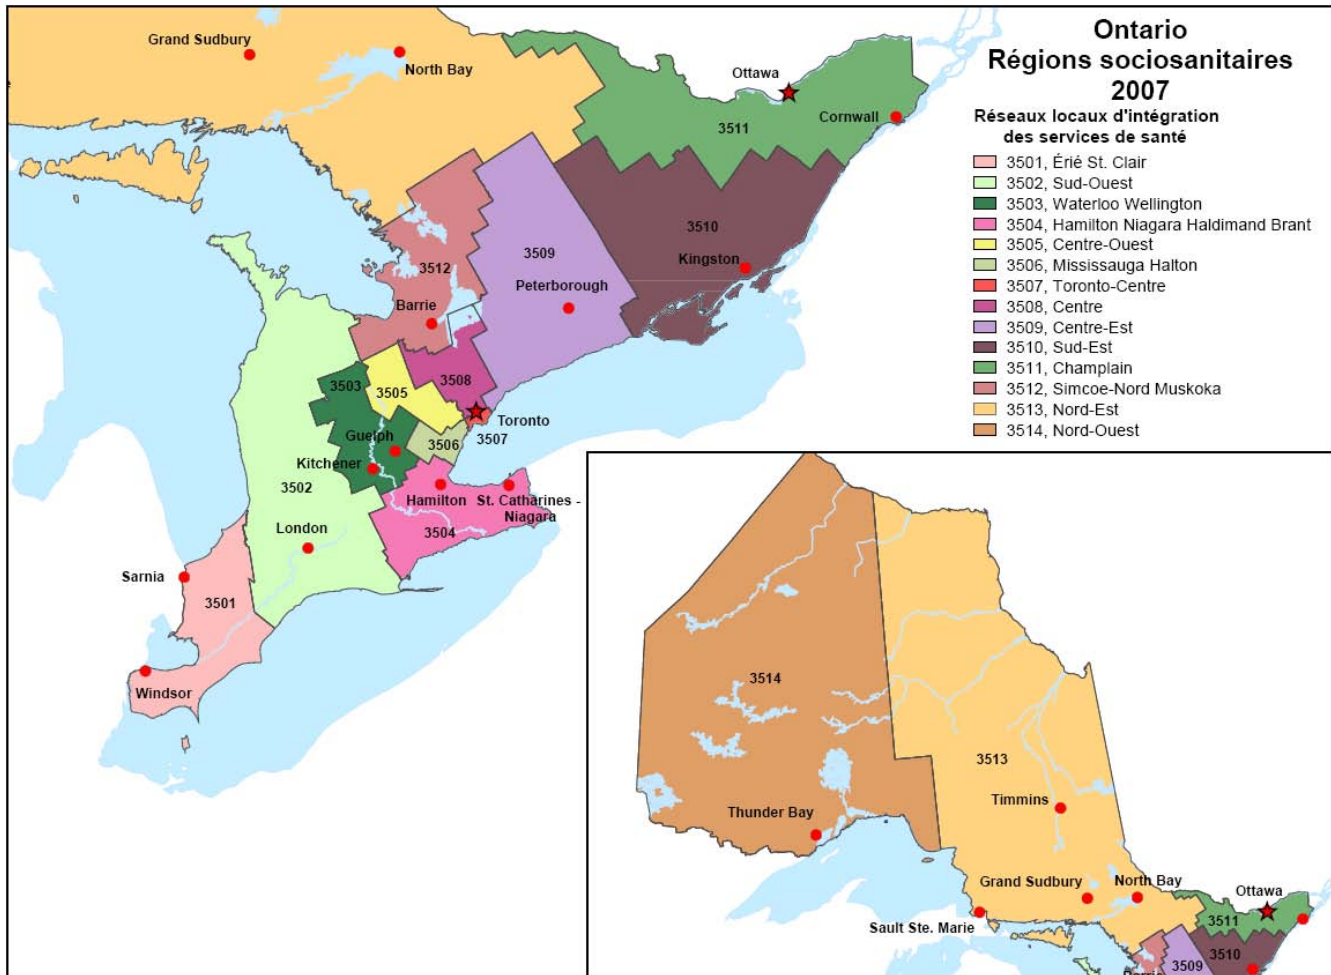 Ontario
Régions sociosanitaires
2007
Réseaux locaux d'intégration
des services de santé
3501, Érié St. Clair
3502, Sud-Ouest
3503, Waterloo Wellington
3504, Hamilton Niagara Haldimand Brant
3505, Centre-Ouest
3506, Mississauga Halton
3507, Toronto-Centre
3508, Centre
3509, Centre-Est
3510, Sud-Est
3511, Champlain
3512, Simcoe-Nord Muskoka
3513, Nord-Est
3514, Nord-Ouest
Grand Sudbury
North Bay
Ottawa
Cornwall
3511
3510
Kingston
3509
Peterborough
3512
Barrie
3508
3503
3505
Toronto
3507
Guelph
3506
Kitchener
3502
Hamilton
St. Catharines -
Niagara
London
3504
Sarnia
3501
Windsor
3514
3513
Timmins
Thunder Bay
Grand Sudbury
North Bay
Ottawa
Sault Ste. Marie
3511
3510
3509
Barrie